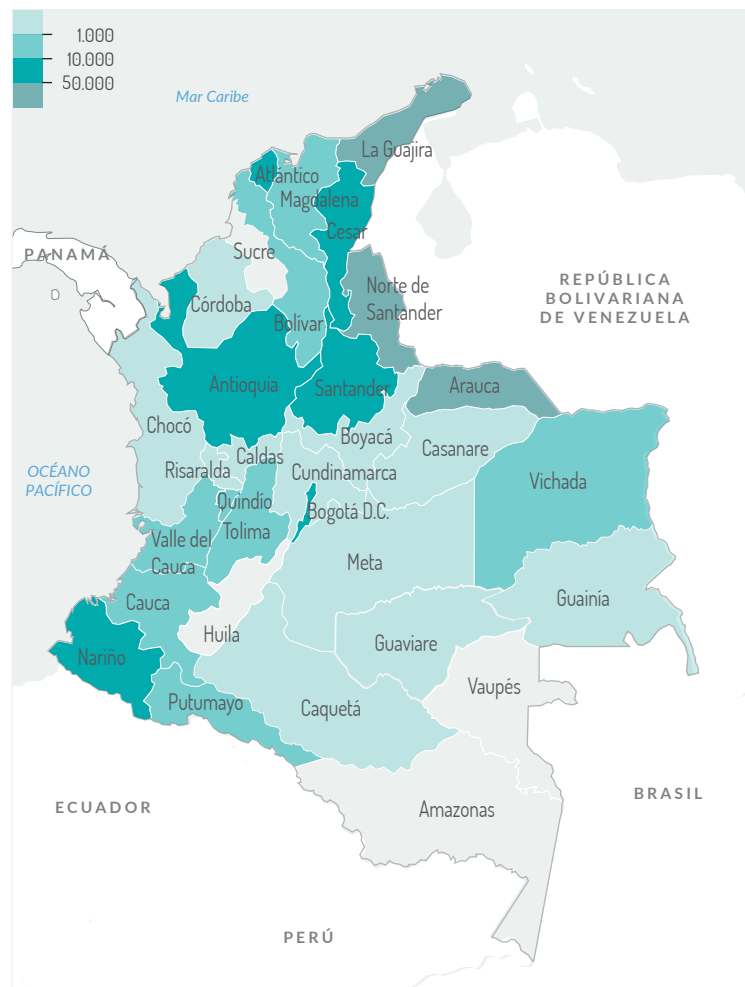 1.000
10.000
50.000
Mar Caribe
La Guajira
Atlántico
Magdalena
Cesar
PANAMÁ
Sucre
Norte de
Santander
REPÚBLICA
BOLIVARIANA
DE VENEZUELA
Córdoba
Bolívar
Antioquia
Santander
Arauca
Chocó
Boyacá
Casanare
Caldas
Risaralda
Cundinamarca
OCÉANO
PACÍFICO
Vichada
Quindío
Bogotá D.C.
Tolima
Valle del
Cauca
Meta
Guainía
Cauca
Huila
Guaviare
Nariño
Vaupés
Putumayo
Caquetá
ECUADOR
BRASIL
Amazonas
PERÚ